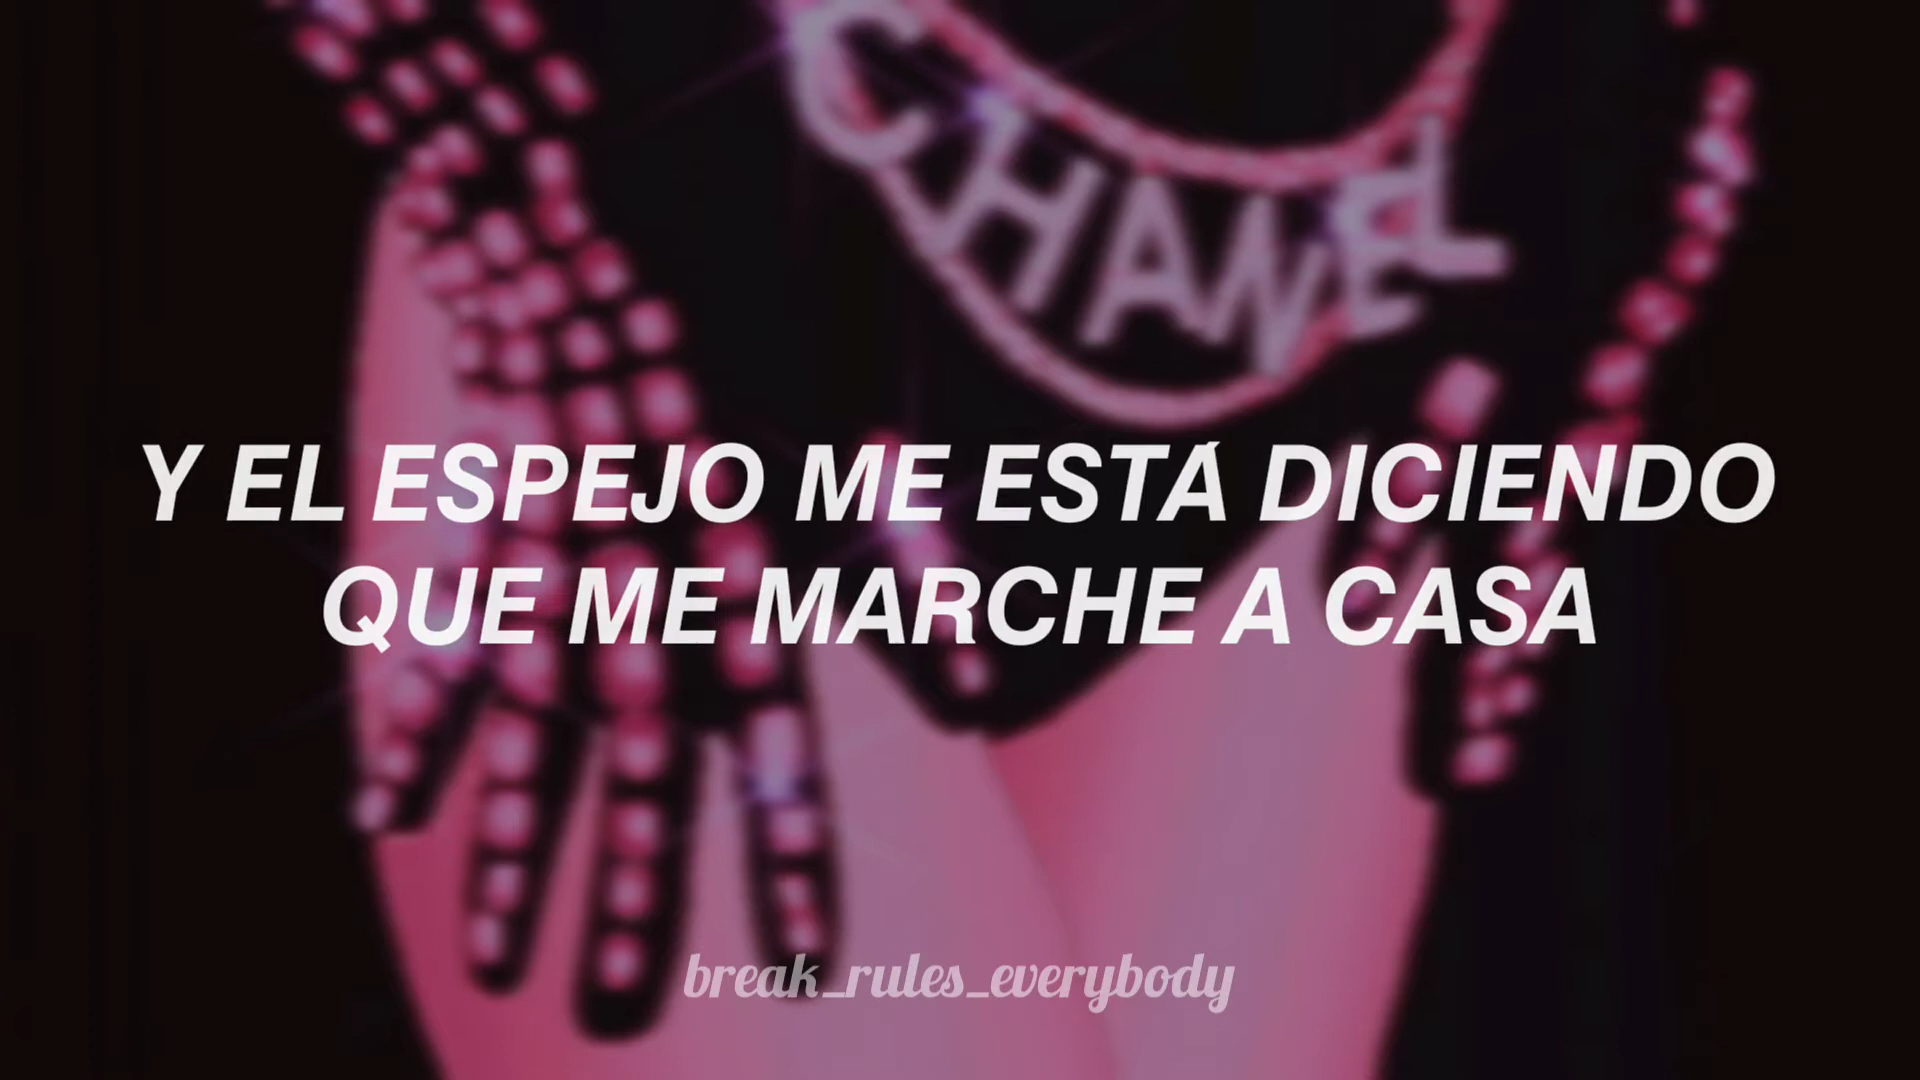 CHANEL
Y EL ESPEJO ME ESTÁ DICIENDO
QUE ME MARCHE A CASA
break_rules_everybody